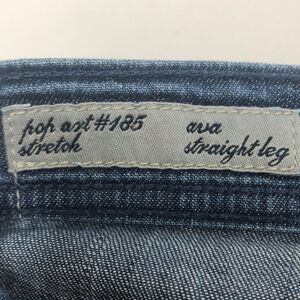 pop art #185
stretch
ava
straight leg